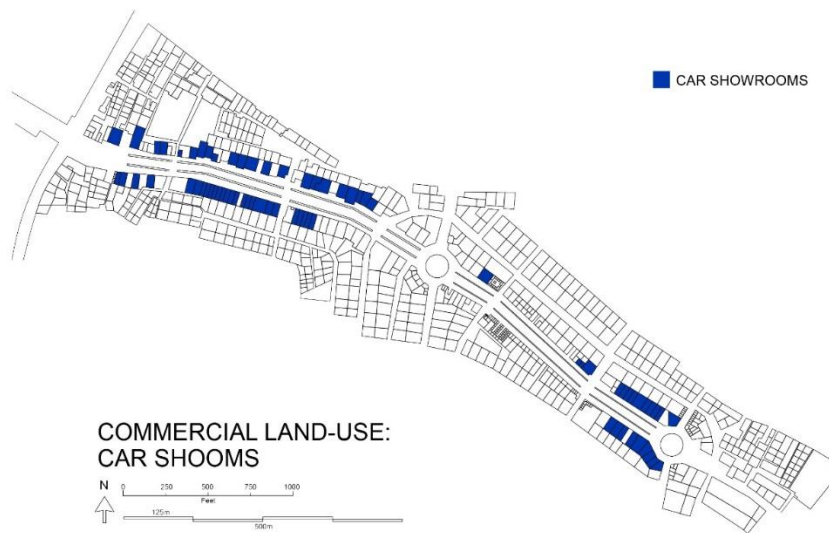 CAR SHOWROOMS
COMMERCIAL LAND-USE:
CAR SHOOMS
N
0 250 500 750 1000
Feet
125m
500m